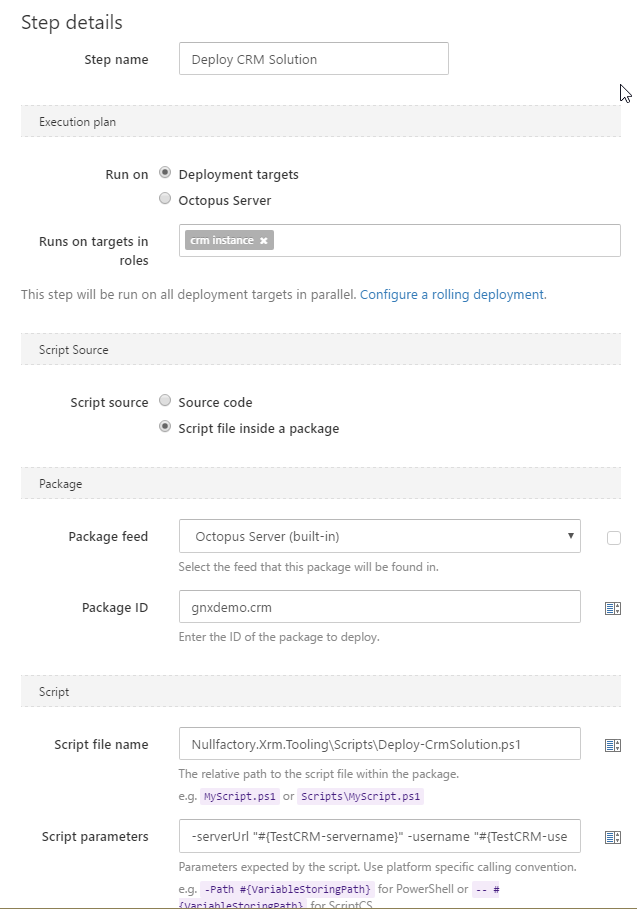 Step details
Step name
Deploy CRM Solution
Execution plan
Run on
Deployment targets
Octopus Server
Runs on targets in
roles
crm instance ×
This step will be run on all deployment targets in parallel. Configure a rolling deployment.
Script Source
Script source
Source code
Script file inside a package
Package
Package feed
Octopus Server (built-in)
Select the feed that this package will be found in.
Package ID
gnxdemo.crm
Enter the ID of the package to deploy.
Script
Script file name
Nullfactory.Xrm.Tooling\Scripts\Deploy-CrmSolution.ps1
The relative path to the script file within the package.
e.g. MyScript.ps1 or Scripts\MyScript.ps1
Script parameters
-serverUrl "#{TestCRM-servername}" -username "#{TestCRM-use
Parameters expected by the script. Use platform specific calling convention.
e.g. -Path #{VariableStoringPath} for PowerShell or -- #
{VariableStoringPath} for ScriptCS